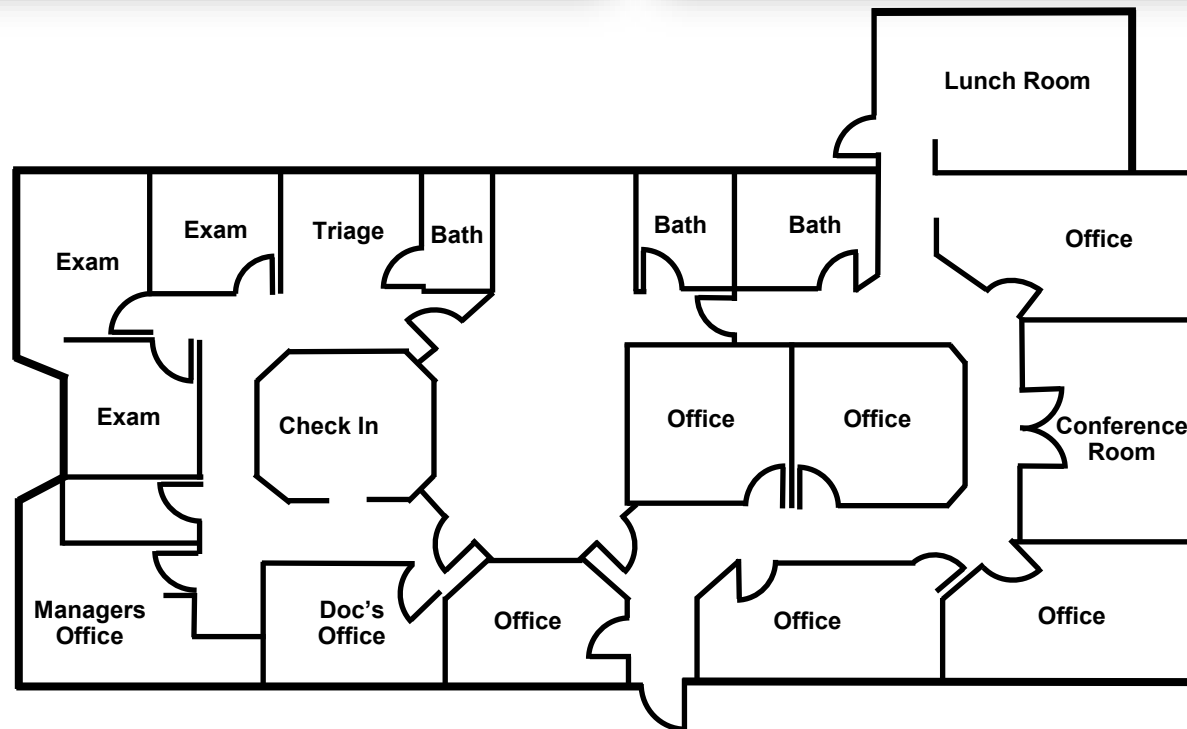 Lunch Room
Exam
Exam
Triage
Bath
Bath
Bath
Office
Exam
Check In
Office
Office
Conference
Room
Managers
Office
Doc's
Office
Office
Office
Office